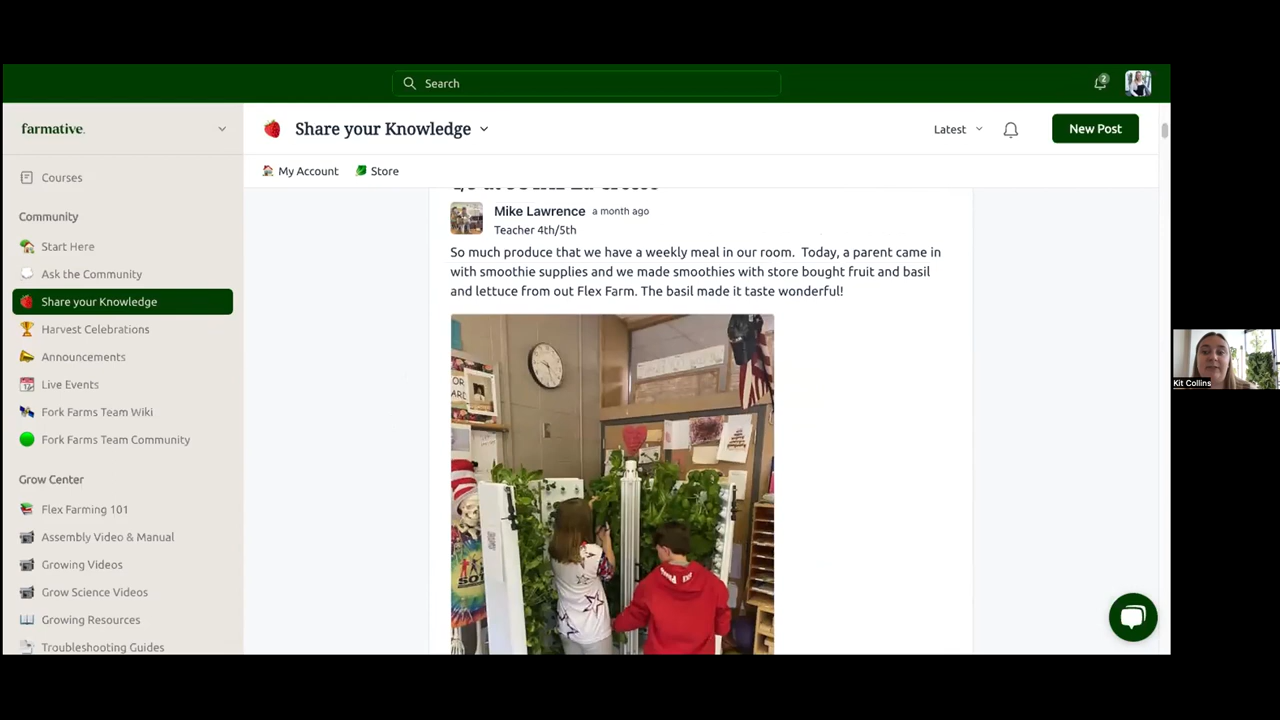 Search
2
farmative.
Share your Knowledge
Latest
New Post
My Account
Store
Courses
Community
Start Here
Ask the Community
Share your Knowledge
Harvest Celebrations
Announcements
Live Events
Fork Farms Team Wiki
Fork Farms Team Community
Grow Center
Flex Farming 101
Assembly Video & Manual
Growing Videos
Grow Science Videos
Growing Resources
Troubleshooting Guides
Mike Lawrence a month ago
Teacher 4th/5th
So much produce that we have a weekly meal in our room. Today, a parent came in
with smoothie supplies and we made smoothies with store bought fruit and basil
and lettuce from out Flex Farm. The basil made it taste wonderful!
Kit Collins